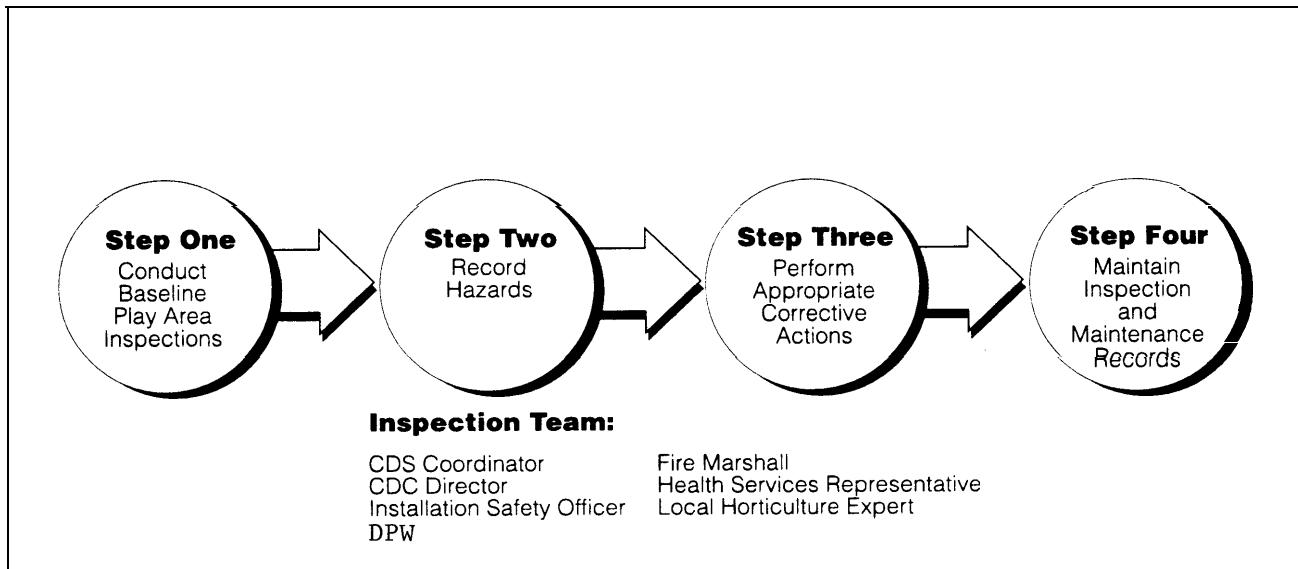 Step One
Conduct
Baseline
Play Area
Inspections
Step Two
Record
Hazards
Step Three
Perform
Appropriate
Corrective
Actions
Step Four
Maintain
Inspection
and
Maintenance
Records
Inspection Team:
CDS Coordinator
CDC Director
Installation Safety Officer
DPW
Fire Marshall
Health Services Representative
Local Horticulture Expert